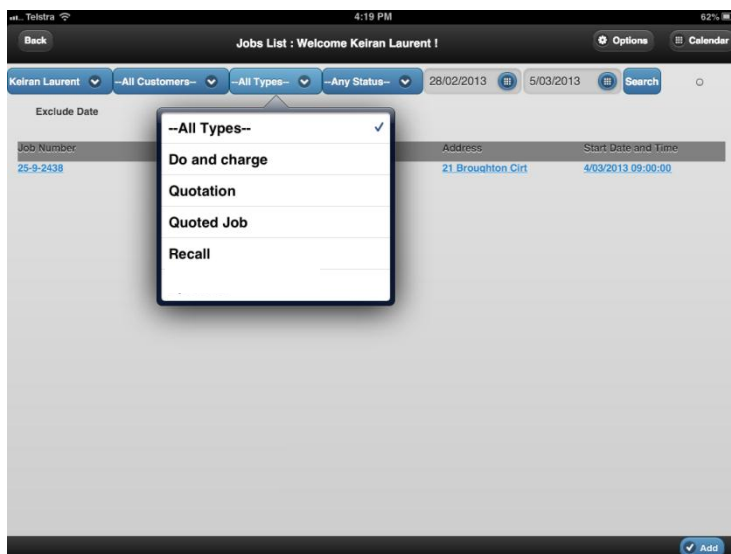 Telstra 4:19 PM 62%
Back Jobs List : Welcome Keiran Laurent ! Options Calendar
Keiran Laurent --All Customers-- --All Types-- --Any Status-- 28/02/2013 5/03/2013 Search
Exclude Date
--All Types--
Do and charge
Quotation
Quoted Job
Recall
Job Number Address Start Date and Time
25-9-2438 21 Broughton Cirt 4/03/2013 09:00:00
Add